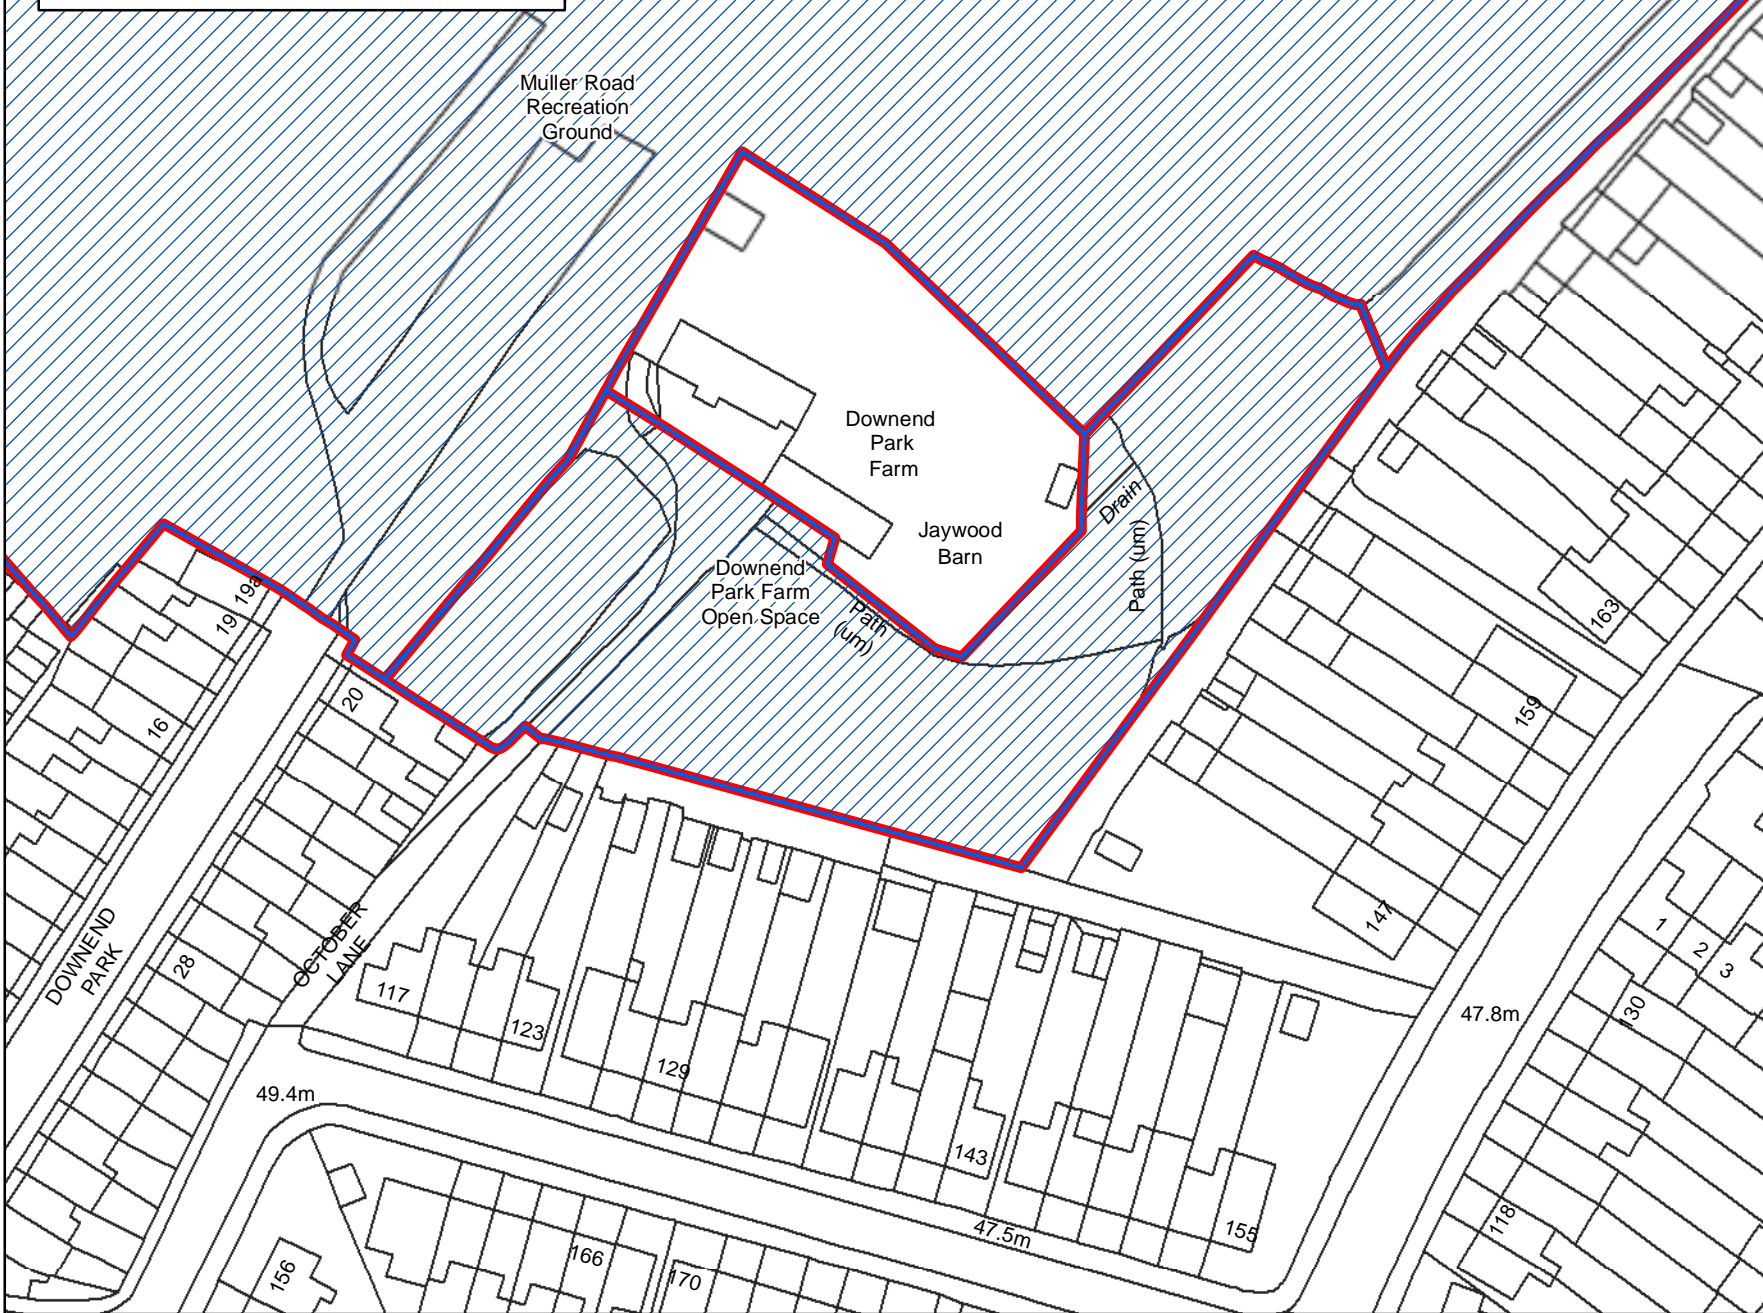 Muller Road
Recreation
Ground
Downend
Park
Farm
Jaywood
Barn
Drain
Path (um)
Downend
Park Farm
Open Space
Path
(um)
19a
19
16
20
28
DOWNEND
PARK
OCTOBER
LANE
117
123
129
143
155
163
159
147
1
2
3
130
118
47.8m
49.4m
47.5m
156
166
170